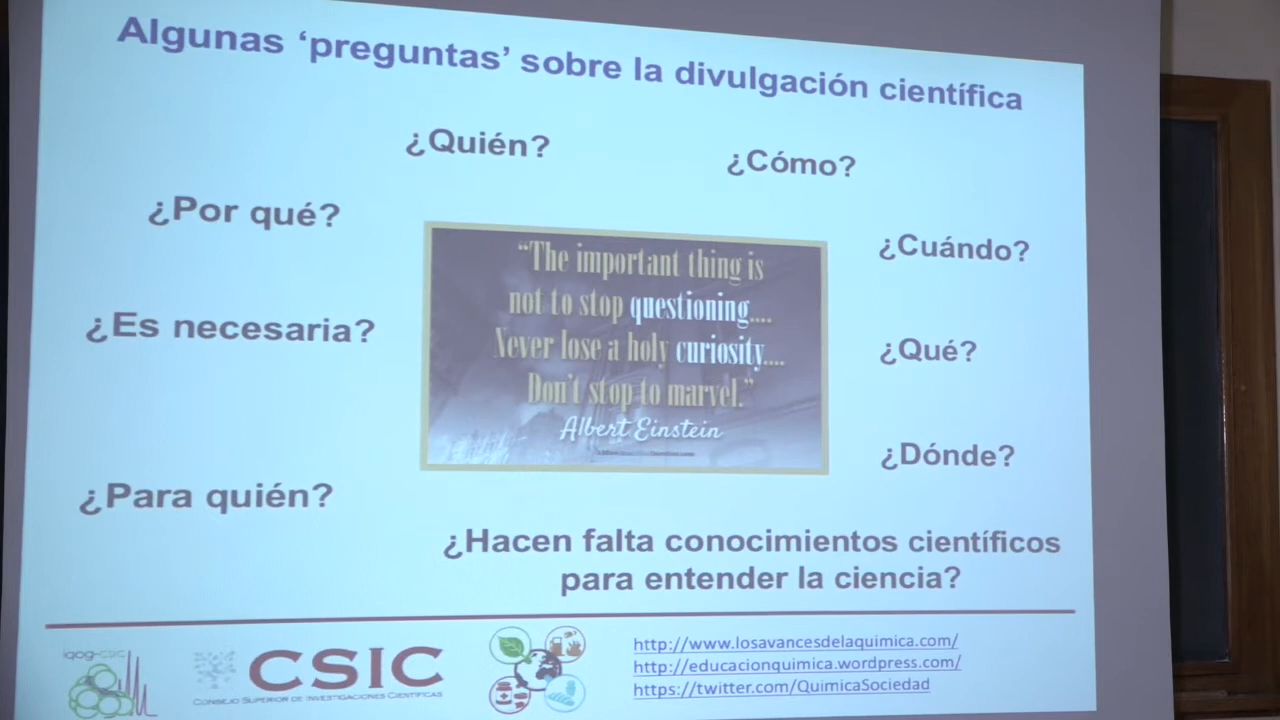 Algunas ‘preguntas’ sobre la divulgación científica
¿Quién?
¿Cómo?
¿Por qué?
¿Cuándo?
“The important thing is
not to stop questioning....
Never lose a holy curiosity....
Don't stop to marvel.”
Albert Einstein
¿Es necesaria?
¿Qué?
¿Dónde?
¿Para quién?
¿Hacen falta conocimientos científicos
para entender la ciencia?
iqog-csic
CSIC
CONSEJO SUPERIOR DE INVESTIGACIONES CIENTÍFICAS
http://www.losavancesdelaquimica.com/
http://educacionquimica.wordpress.com/
https://twitter.com/QuimicaSociedad